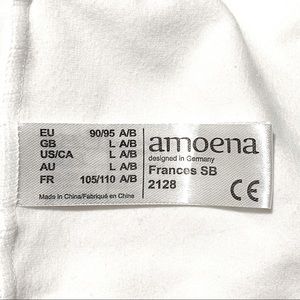 EU 90/95 A/B
GB L A/B
US/CA L A/B
AU L A/B
FR 105/110 A/B
Made in China/Fabriqué en Chine
amoena
designed in Germany
Frances SB
2128
CE